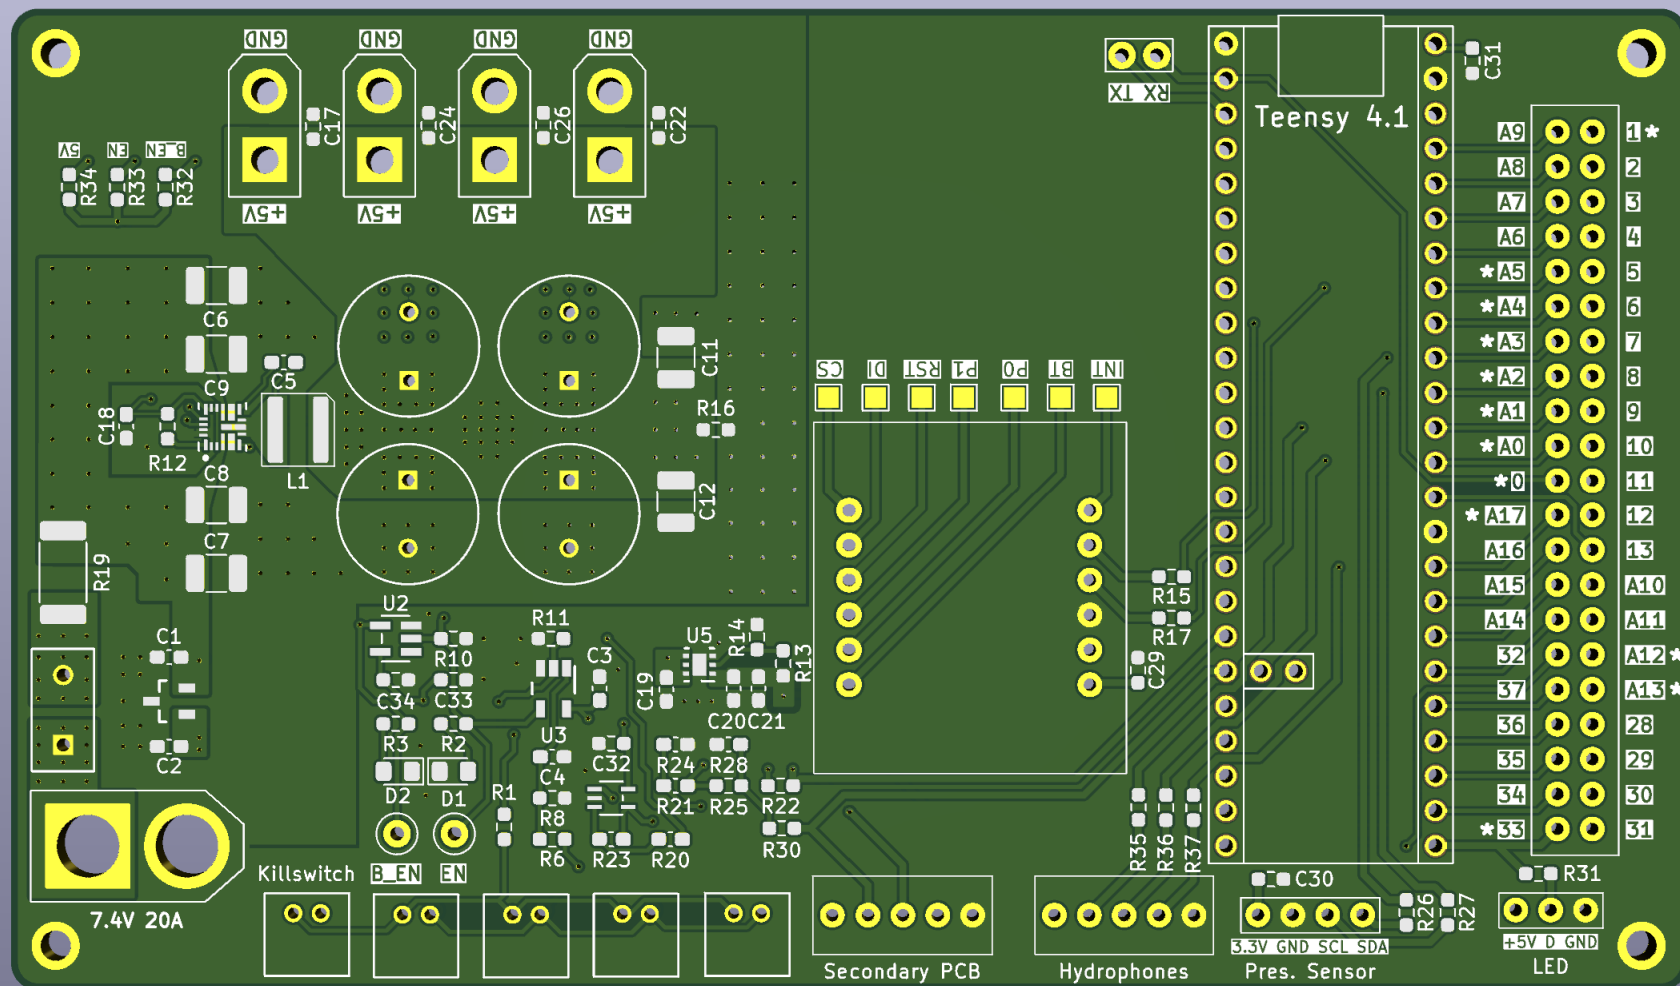 GND GND GND GND
C17 C24 C26 C22
+5V +5V +5V +5V
5V EN B_EN
R34 R33 R32
RX TX
Teensy 4.1
C31
A9 1*
A8 2
A7 3
A6 4
*A5 5
*A4 6
*A3 7
*A2 8
*A1 9
*A0 10
*0 11
*A17 12
A16 13
A15 A10
A14 A11
32 A12*
37 A13*
36 28
35 29
34 30
*33 31
C6
C9
C5
C18
R12
C8
L1
C7
R19
C11
R16
C12
CS DI RST P1 P0 BT INT
R15
R17
C29
C1
C2
U2
R10
C34 C33
R3 R2
D2 D1
B_EN EN
R11
C3
U3
C4
R8
R6
R1
C32
R23
R20
U5
R14
R13
C19
C20 C21
R24 R28
R21 R25
R22
R30
R35 R36 R37
7.4V 20A
Killswitch
Secondary PCB
Hydrophones
C30
3.3V GND SCL SDA
Pres. Sensor
R26 R27
R31
+5V D GND
LED